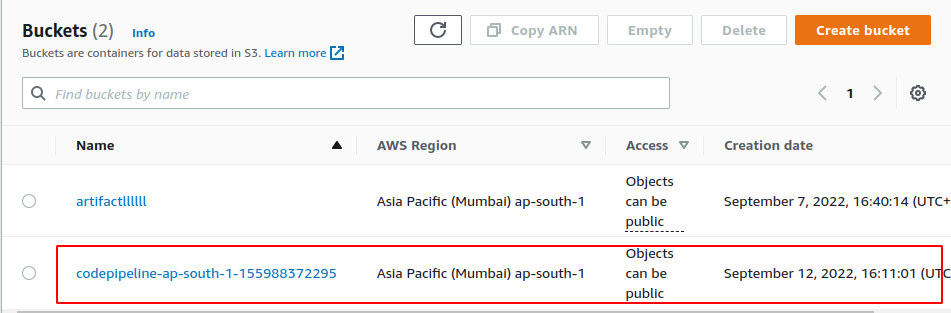 Buckets (2) Info
Buckets are containers for data stored in S3. Learn more
Copy ARN
Empty
Delete
Create bucket
Find buckets by name
1
Name AWS Region Access Creation date
artifactllllll Asia Pacific (Mumbai) ap-south-1 Objects can be public September 7, 2022, 16:40:14 (UTC+
codepipeline-ap-south-1-155988372295 Asia Pacific (Mumbai) ap-south-1 Objects can be public September 12, 2022, 16:11:01 (UTC